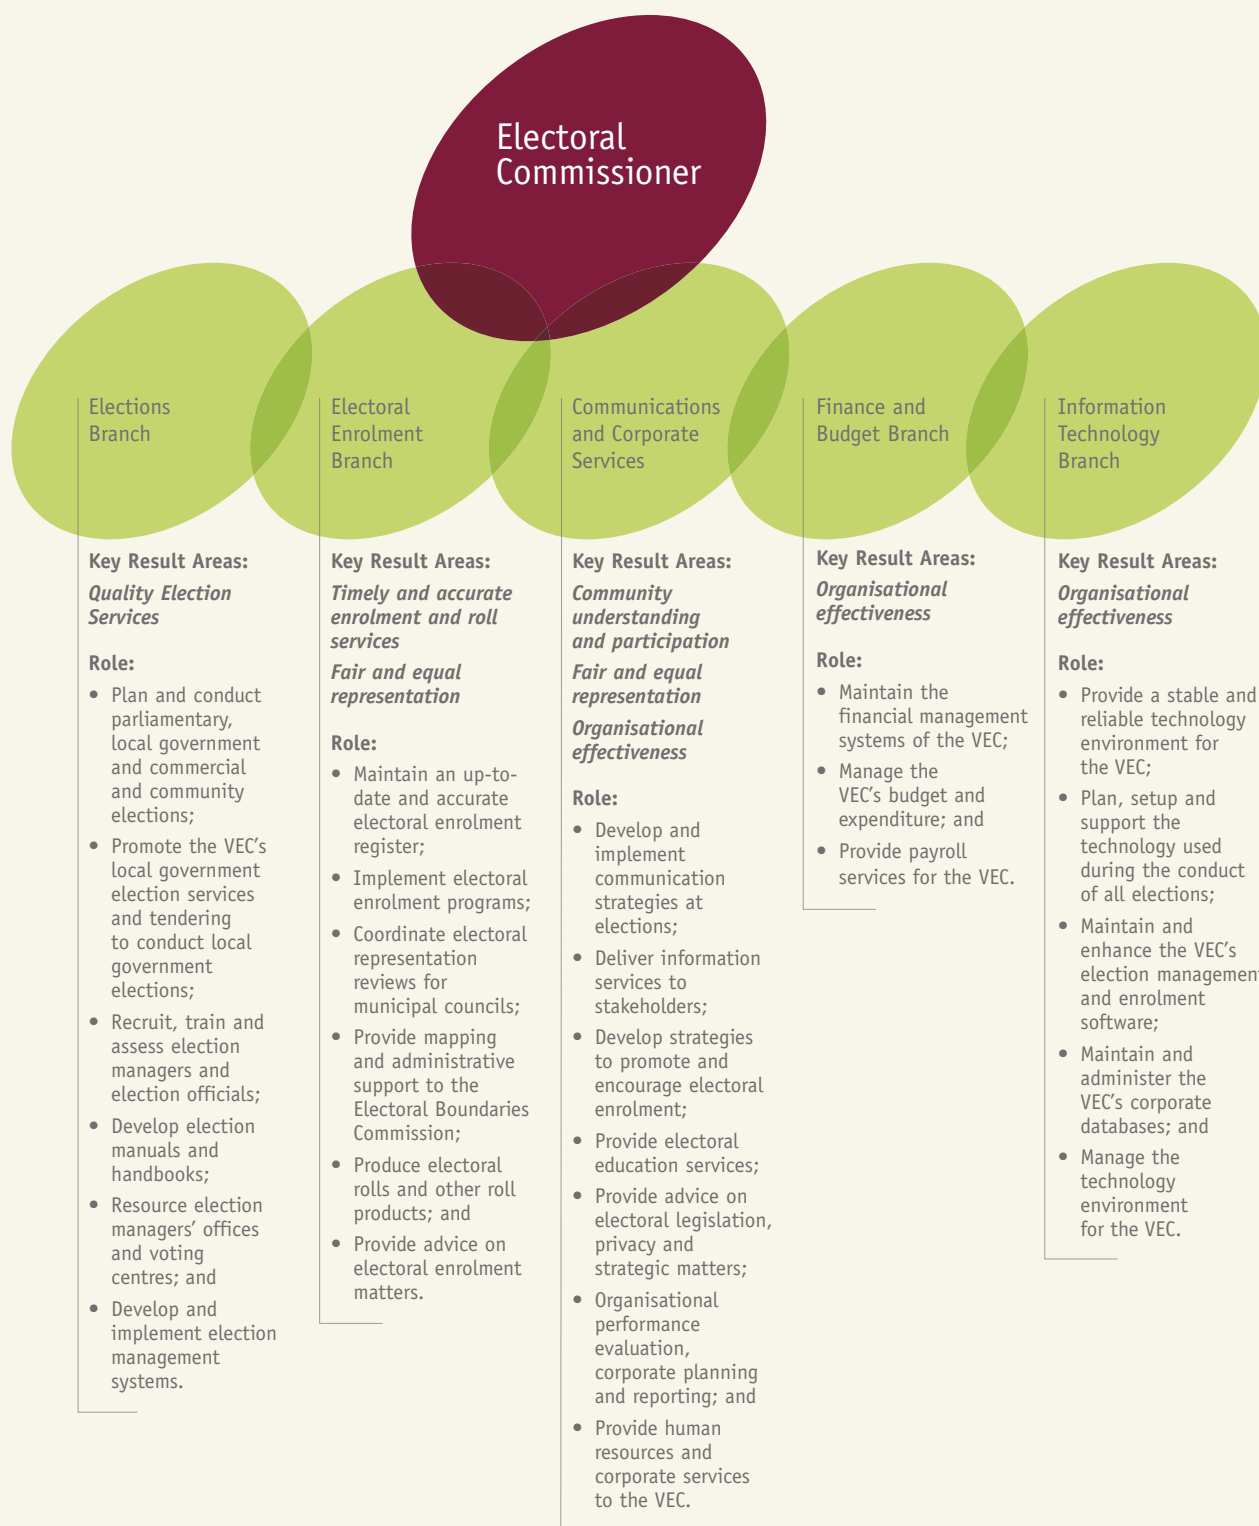 Electoral
Commissioner
Elections
Branch
Key Result Areas:
Quality Election
Services
Role:
• Plan and conduct
parliamentary,
local government
and commercial
and community
elections;
• Promote the VEC's
local government
election services
and tendering
to conduct local
government
elections;
• Recruit, train and
assess election
managers and
election officials;
• Develop election
manuals and
handbooks;
• Resource election
managers’ offices
and voting
centres; and
• Develop and
implement election
management
systems.
Electoral
Enrolment
Branch
Key Result Areas:
Timely and accurate
enrolment and roll
services
Fair and equal
representation
Role:
• Maintain an up-to-
date and accurate
electoral enrolment
register;
• Implement electoral
enrolment programs;
• Coordinate electoral
representation
reviews for
municipal councils;
• Provide mapping
and administrative
support to the
Electoral Boundaries
Commission;
• Produce electoral
rolls and other roll
products; and
• Provide advice on
electoral enrolment
matters.
Communications
and Corporate
Services
Key Result Areas:
Community
understanding
and participation
Fair and equal
representation
Organisational
effectiveness
Role:
• Develop and
implement
communication
strategies at
elections;
• Deliver information
services to
stakeholders;
• Develop strategies
to promote and
encourage electoral
enrolment;
• Provide electoral
education services;
• Provide advice on
electoral legislation,
privacy and
strategic matters;
• Organisational
performance
evaluation,
corporate planning
and reporting; and
• Provide human
resources and
corporate services
to the VEC.
Finance and
Budget Branch
Key Result Areas:
Organisational
effectiveness
Role:
• Maintain the
financial management
systems of the VEC;
• Manage the
VEC's budget and
expenditure; and
• Provide payroll
services for the VEC.
Information
Technology
Branch
Key Result Areas:
Organisational
effectiveness
Role:
• Provide a stable and
reliable technology
environment for
the VEC;
• Plan, setup and
support the
technology used
during the conduct
of all elections;
• Maintain and
enhance the VEC's
election management
and enrolment
software;
• Maintain and
administer the
VEC's corporate
databases; and
• Manage the
technology
environment
for the VEC.